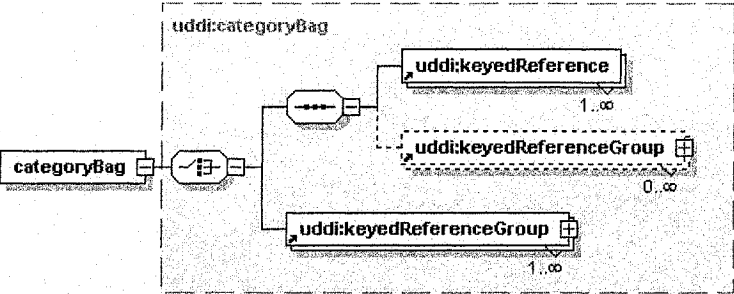 uddi:categoryBag
uddi:keyedReference
1..∞
uddi:keyedReferenceGroup
0..∞
categoryBag
uddi:keyedReferenceGroup
1..∞